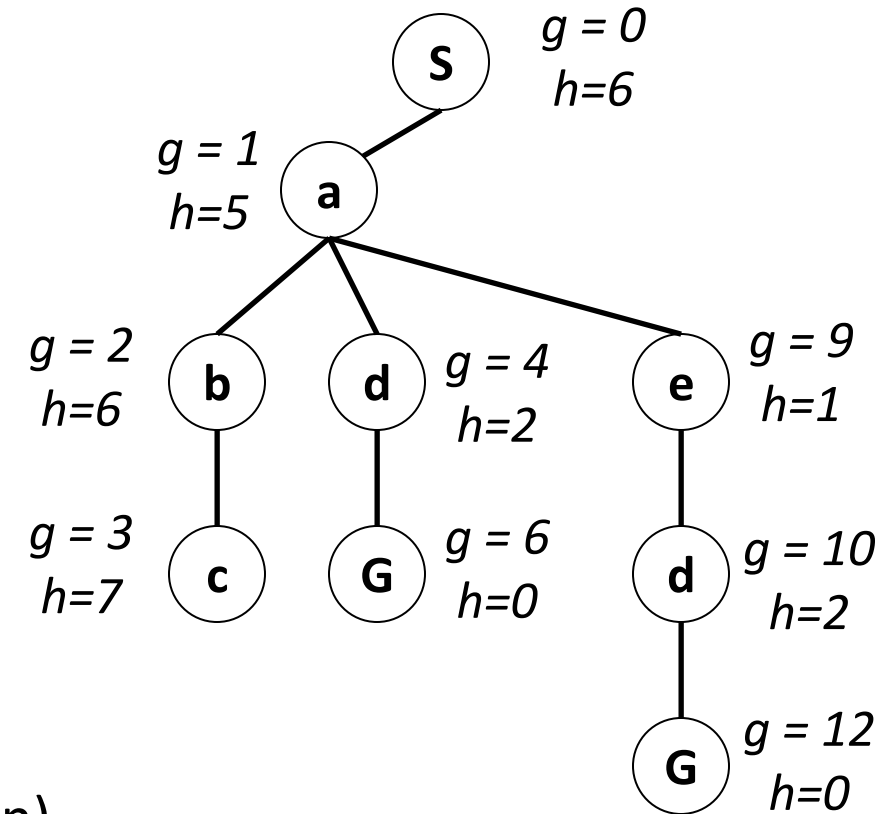 g = 0
S
h=6
g = 1
a
h=5
g = 2
h=6
b
d
g = 4
h=2
e
g = 9
h=1
g = 3
h=7
c
G
g = 6
h=0
d
g = 10
h=2
G
g = 12
h=0